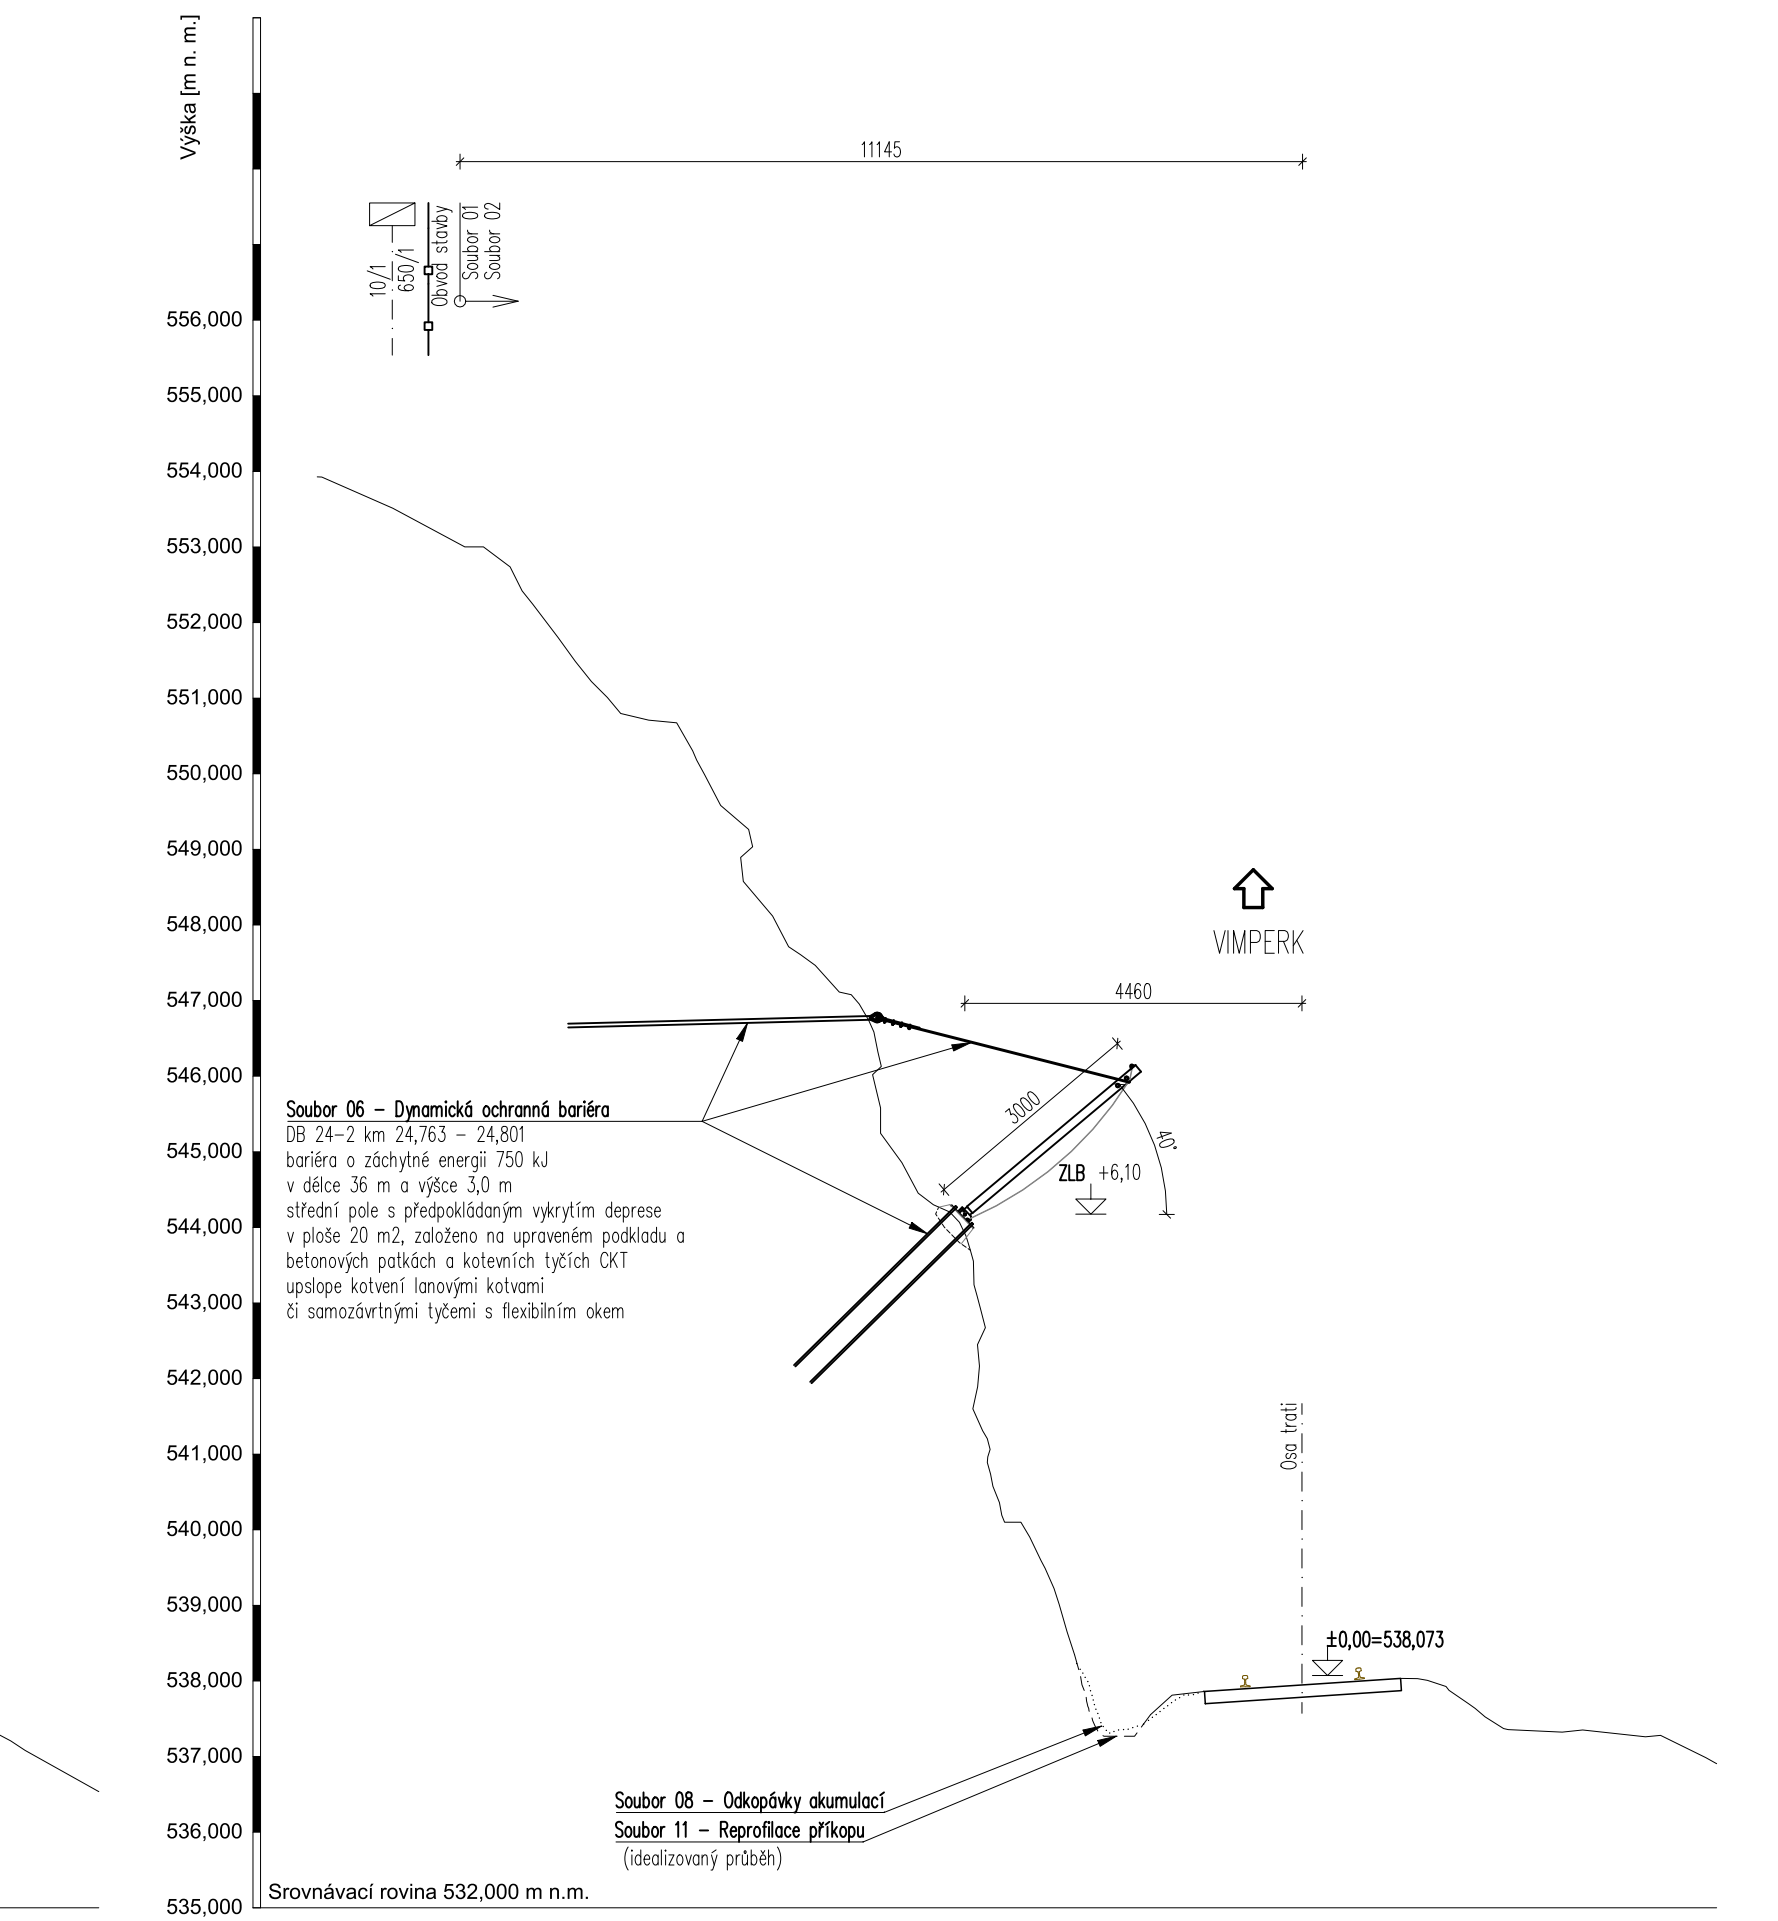 Výška [m n. m.]
11145
10/1
650/1
Obvod stavby
Soubor 01
Soubor 02
556,000
555,000
554,000
553,000
552,000
551,000
550,000
549,000
548,000
547,000
546,000
545,000
544,000
543,000
542,000
541,000
540,000
539,000
538,000
537,000
536,000
535,000
VIMPERK
4460
3000
40°
ZLB +6,10
Soubor 06 – Dynamická ochranná bariéra
DB 24-2 km 24,763 – 24,801
bariéra o záchytné energii 750 kJ
v délce 36 m a výšce 3,0 m
střední pole s předpokládaným vykrytím deprese
v ploše 20 m2, založeno na upraveném podkladu a
betonových patkách a kotevních tyčích CKT
upslope kotvení lanovými kotvami
či samozávrtnými tyčemi s flexibilním okem
Osa trati
±0,00=538,073
Soubor 08 – Odkopávky akumulací
Soubor 11 – Reprofilace příkopu
(idealizovaný průběh)
Srovnávací rovina 532,000 m n.m.